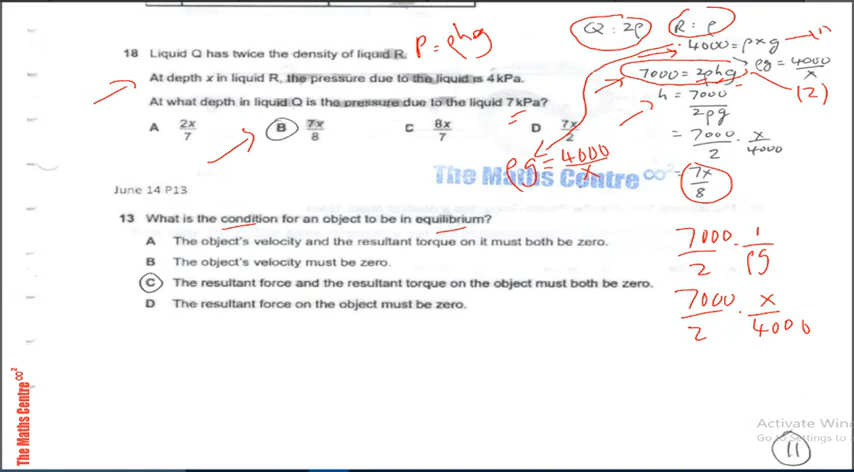 18 Liquid Q has twice the density of liquid R.
P = ρhg
Q : 2ρ
R : ρ
At depth x in liquid R, the pressure due to the liquid is 4 kPa.
At what depth in liquid Q is the pressure due to the liquid 7 kPa?
A 2x/7 B 7x/8 C 8x/7 D 7x/2
4000 = ρxg — (1)
ρg = 4000/x
7000 = 2ρhg — (2)
h = 7000/2ρg
= 7000/2 · x/4000
= 7x/8
ρg = 4000/x
The Maths Centre ∞²
June 14 P13
13 What is the condition for an object to be in equilibrium?
A The object's velocity and the resultant torque on it must both be zero.
B The object's velocity must be zero.
C The resultant force and the resultant torque on the object must both be zero.
D The resultant force on the object must be zero.
7000/2 · 1/ρg
7000/2 · x/4000
The Maths Centre ∞²
Activate Win
Go to Settings to a
11